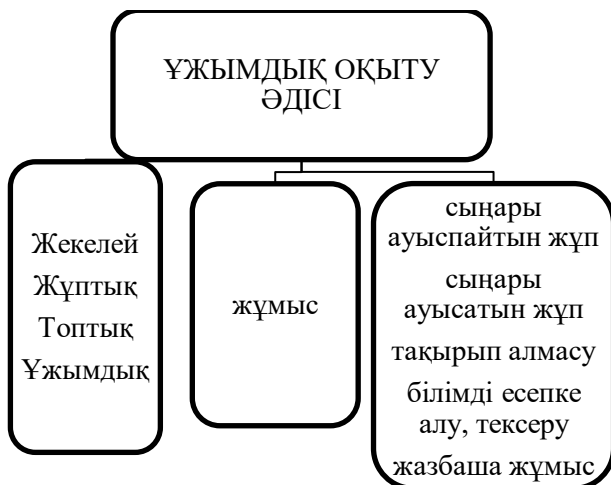 ҰЖЫМДЫҚ ОҚЫТУ
ӘДІСІ
Жекелей
Жұптық
Топтық
Ұжымдық
жұмыс
сыңары
ауыспайтын жұп
сыңары
ауысатын жұп
тақырып алмасу
білімді есепке
алу, тексеру
жазбаша жұмыс